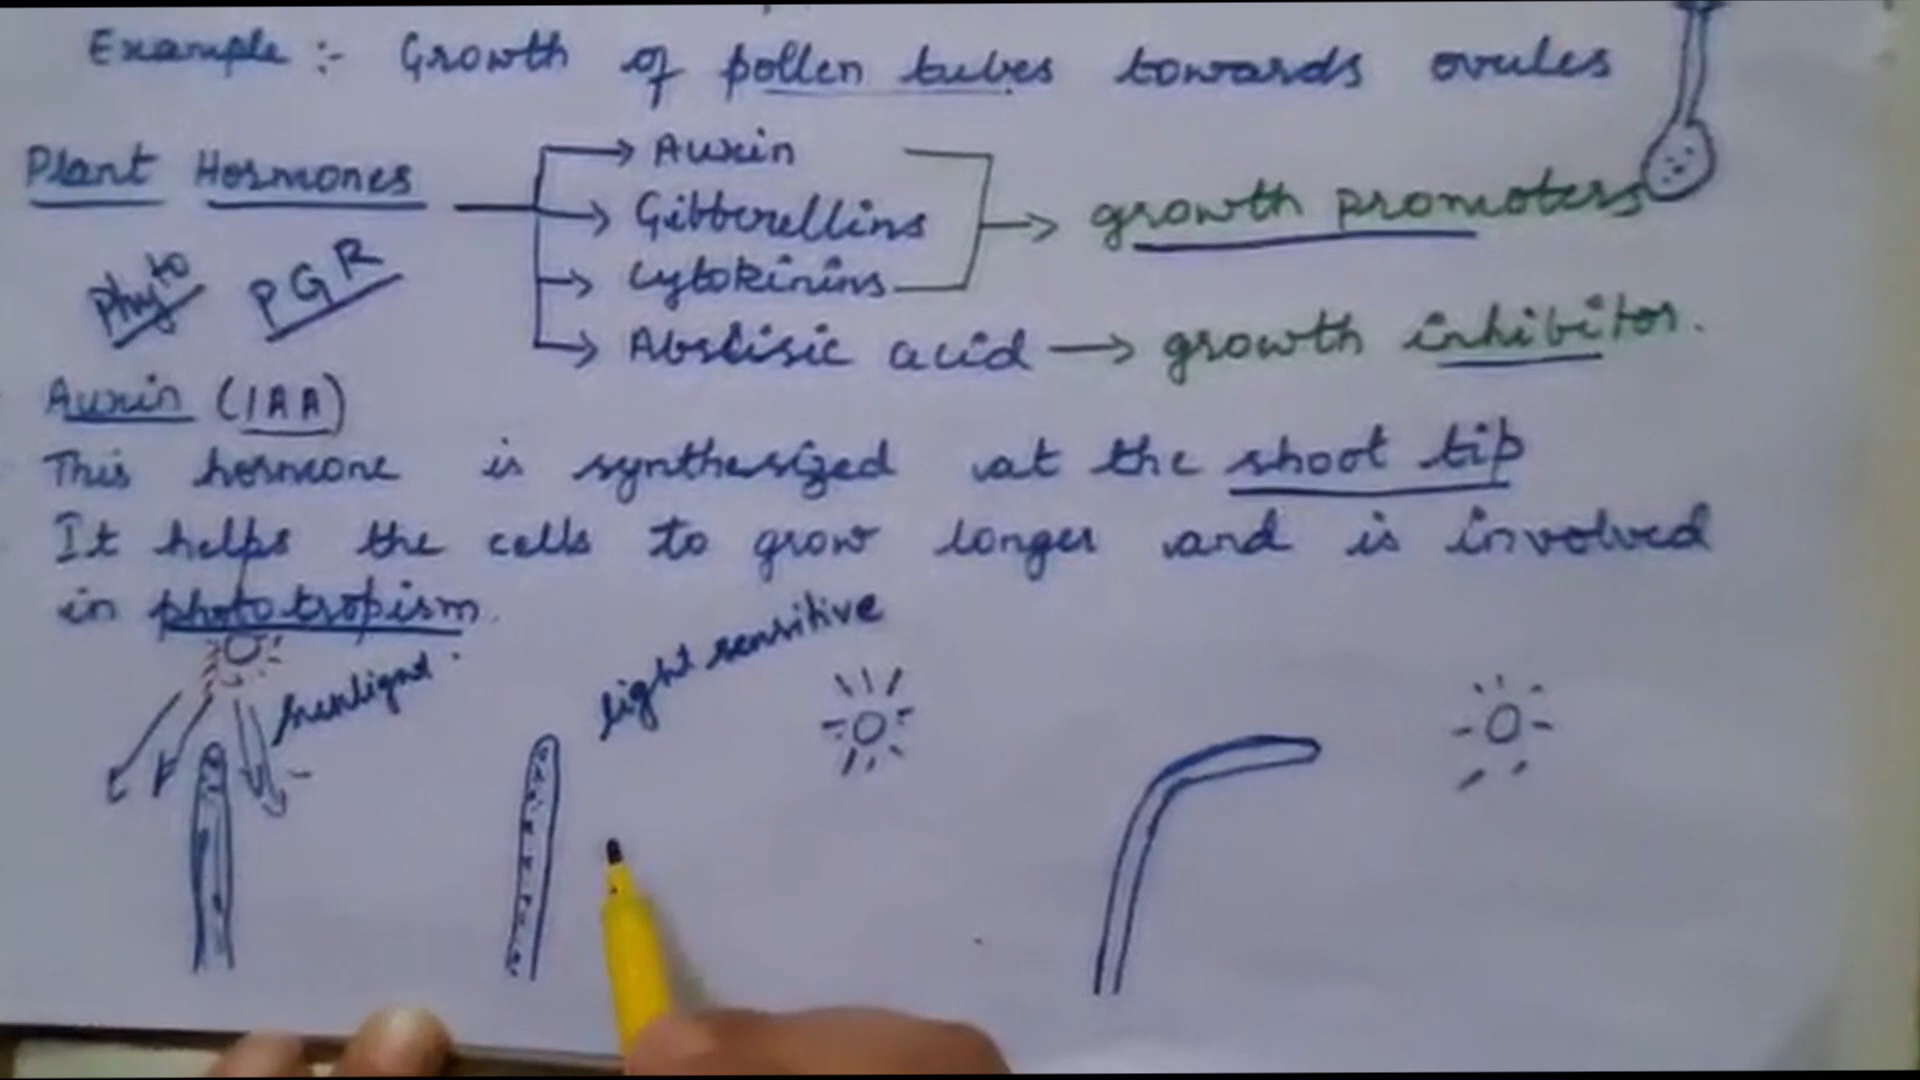 Example :- Growth of pollen tubes towards ovules
Plant Hormones
Auxin
Gibberellins
Cytokinins
growth promoters
Phyto PGR
Abslisic acid → growth inhibitor.
Auxin (IAA)
This hormone is synthesized at the shoot tip
It helps the cells to grow longer and is involved
in phototropism.
light sensitive
sunlight